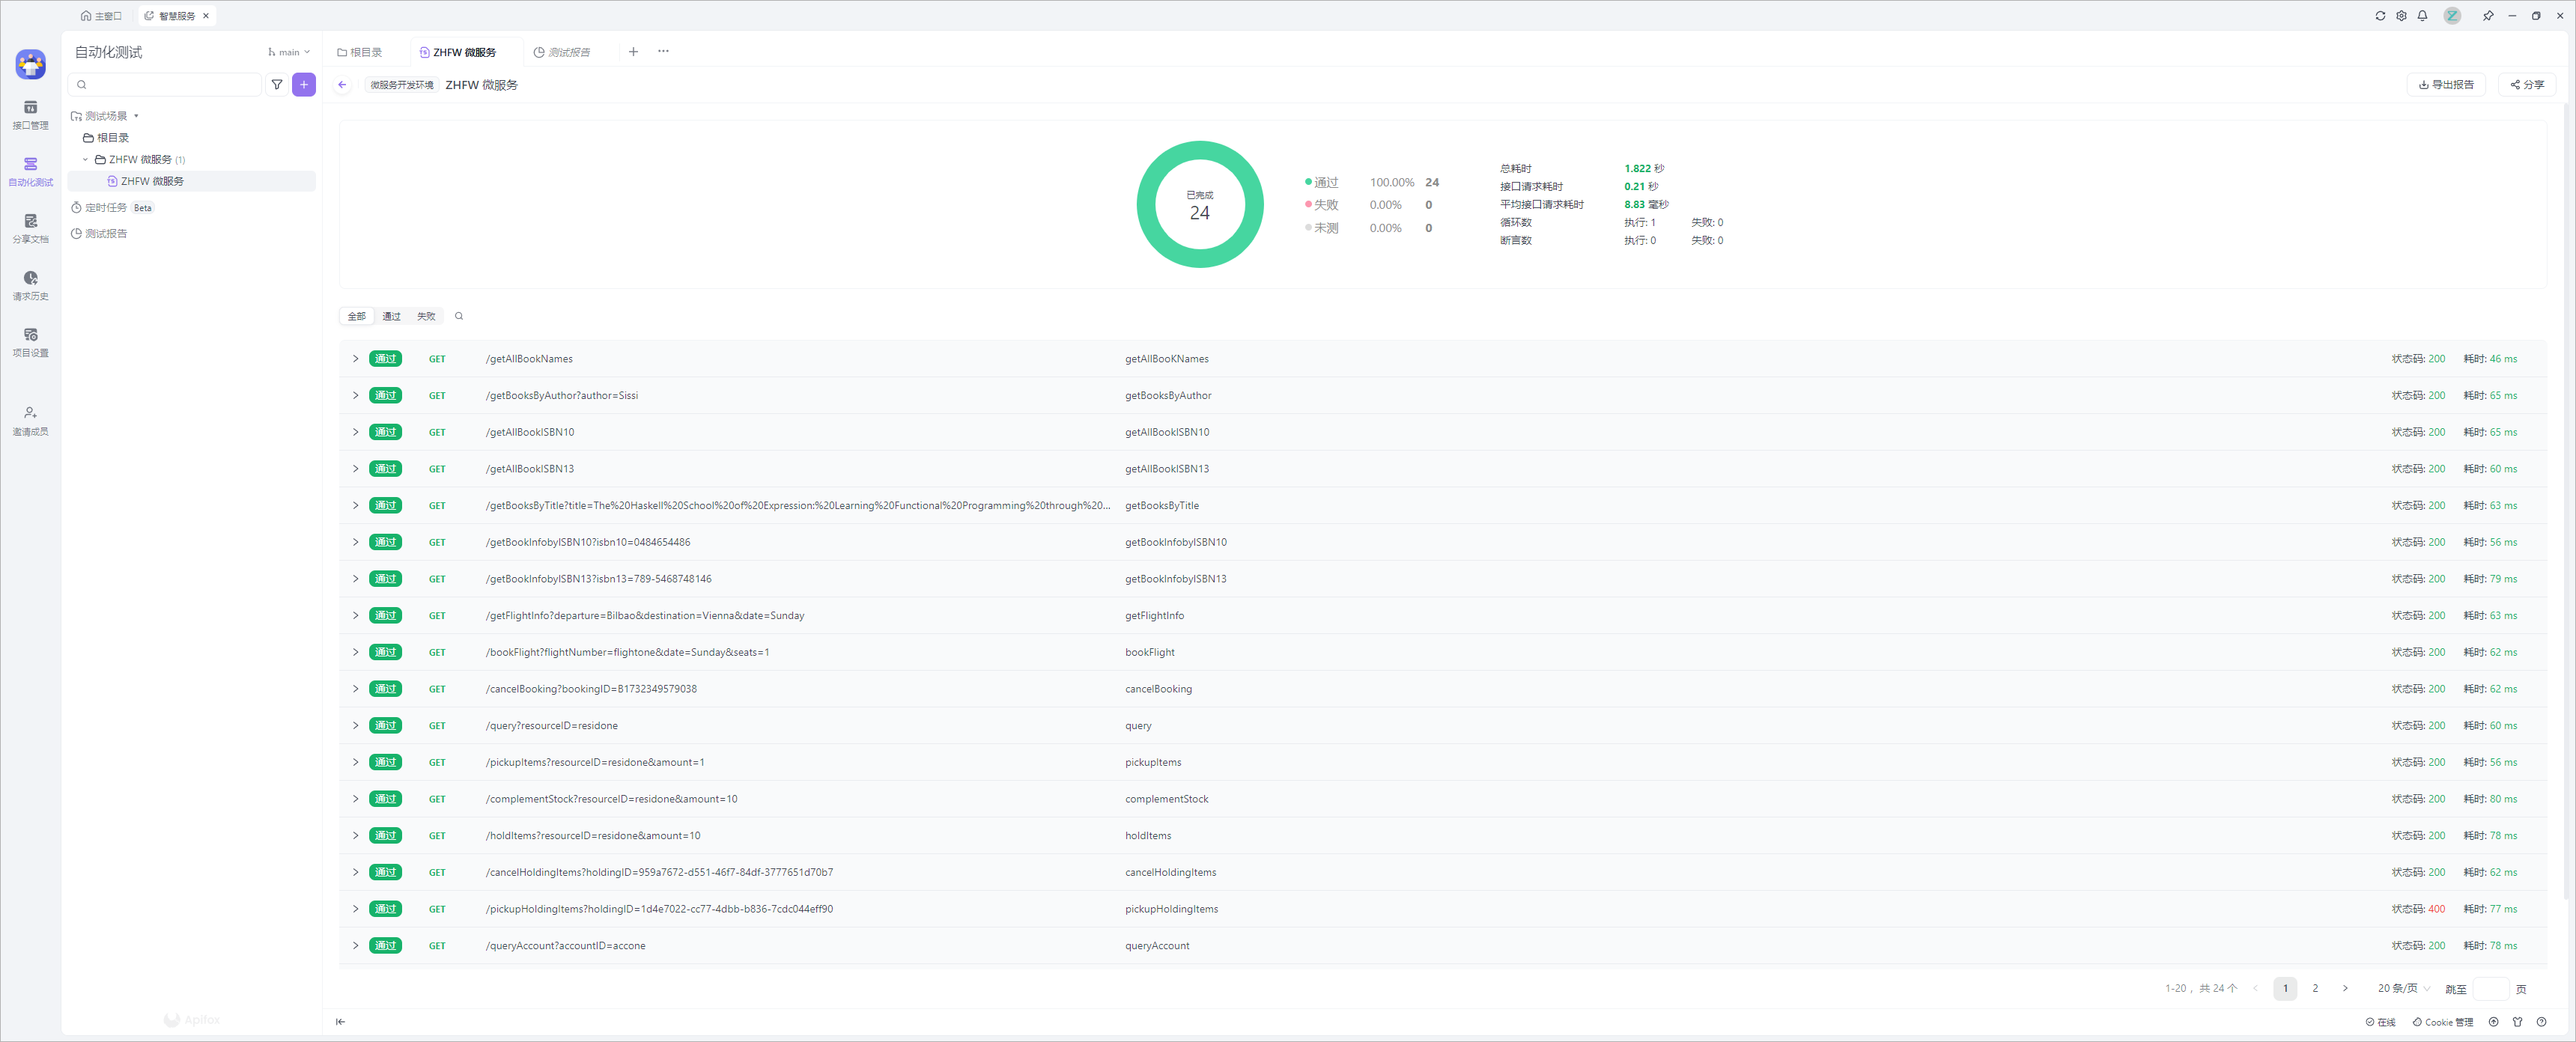 主窗口
智慧服务
自动化测试
main
根目录
ZHFW 微服务
测试报告
微服务开发环境 ZHFW 微服务
导出报告
分享
接口管理
自动化测试
分享文档
请求历史
项目设置
邀请成员
测试场景
根目录
ZHFW 微服务 (1)
ZHFW 微服务
定时任务 Beta
测试报告
Apifox
已完成
24
通过 100.00% 24
失败 0.00% 0
未测 0.00% 0
总耗时 1.822 秒
接口请求耗时 0.21 秒
平均接口请求耗时 8.83 毫秒
循环数 执行: 1 失败: 0
断言数 执行: 0 失败: 0
全部 通过 失败
通过 GET /getAllBookNames getAllBooKNames 状态码: 200 耗时: 46 ms
通过 GET /getBooksByAuthor?author=Sissi getBooksByAuthor 状态码: 200 耗时: 65 ms
通过 GET /getAllBookISBN10 getAllBookISBN10 状态码: 200 耗时: 65 ms
通过 GET /getAllBookISBN13 getAllBookISBN13 状态码: 200 耗时: 60 ms
通过 GET /getBooksByTitle?title=The%20Haskell%20School%20of%20Expression:%20Learning%20Functional%20Programming%20through%20... getBooksByTitle 状态码: 200 耗时: 63 ms
通过 GET /getBookInfobyISBN10?isbn10=0484654486 getBookInfobyISBN10 状态码: 200 耗时: 56 ms
通过 GET /getBookInfobyISBN13?isbn13=789-5468748146 getBookInfobyISBN13 状态码: 200 耗时: 79 ms
通过 GET /getFlightInfo?departure=Bilbao&destination=Vienna&date=Sunday getFlightInfo 状态码: 200 耗时: 63 ms
通过 GET /bookFlight?flightNumber=flightone&date=Sunday&seats=1 bookFlight 状态码: 200 耗时: 62 ms
通过 GET /cancelBooking?bookingID=B1732349579038 cancelBooking 状态码: 200 耗时: 62 ms
通过 GET /query?resourceID=residone query 状态码: 200 耗时: 60 ms
通过 GET /pickupItems?resourceID=residone&amount=1 pickupItems 状态码: 200 耗时: 56 ms
通过 GET /complementStock?resourceID=residone&amount=10 complementStock 状态码: 200 耗时: 80 ms
通过 GET /holdItems?resourceID=residone&amount=10 holdItems 状态码: 200 耗时: 78 ms
通过 GET /cancelHoldingItems?holdingID=959a7672-d551-46f7-84df-3777651d70b7 cancelHoldingItems 状态码: 200 耗时: 62 ms
通过 GET /pickupHoldingItems?holdingID=1d4e7022-cc77-4dbb-b836-7cdc044eff90 pickupHoldingItems 状态码: 400 耗时: 77 ms
通过 GET /queryAccount?accountID=accone queryAccount 状态码: 200 耗时: 78 ms
1-20 ，共 24 个 1 2 20 条/页 跳至 页
在线 Cookie 管理